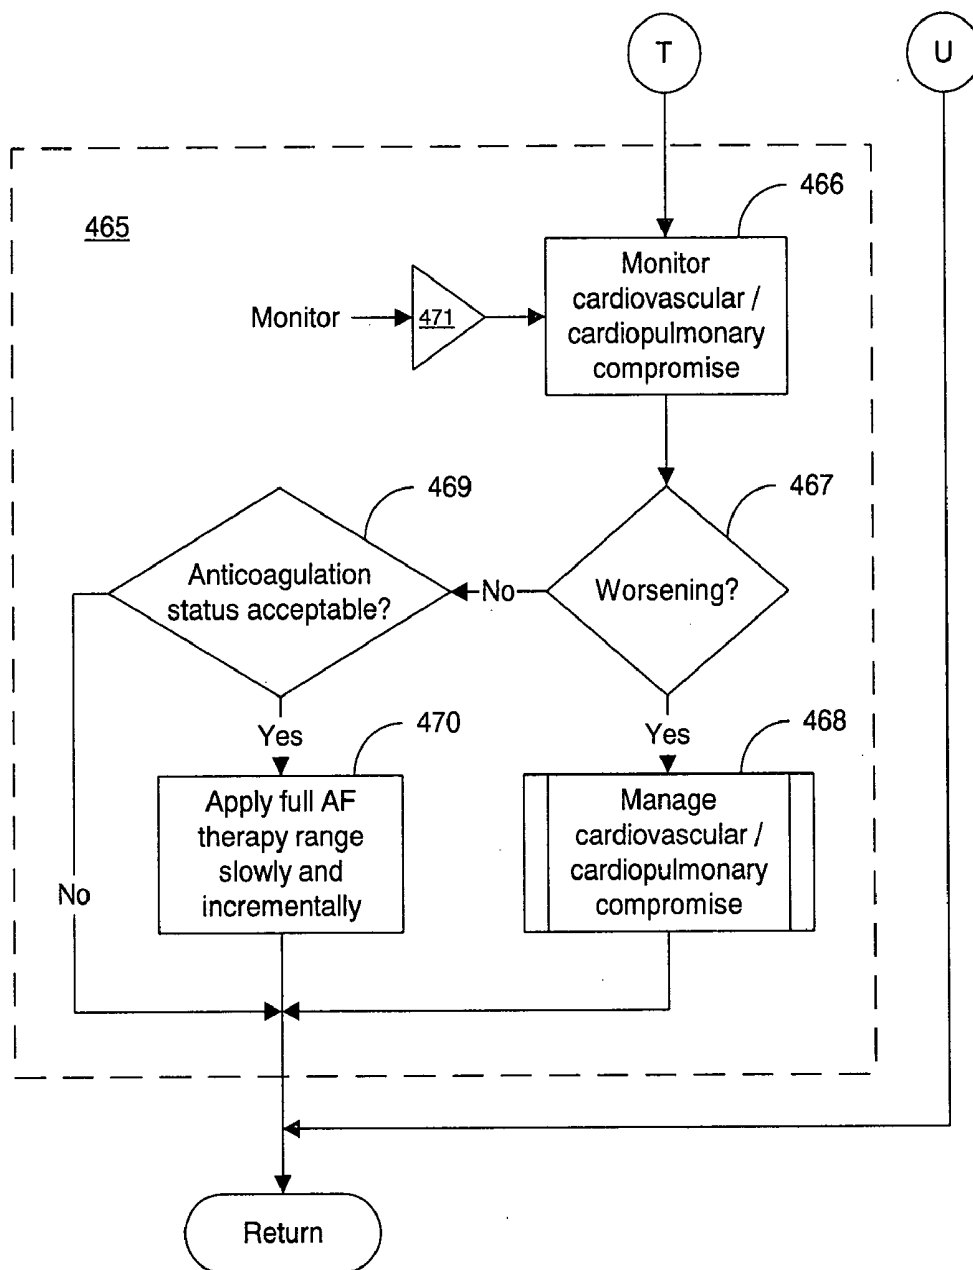 T
U
466
465
Monitor
cardiovascular /
cardiopulmonary
compromise
Monitor
471
469
467
Anticoagulation
status acceptable?
No
Worsening?
Yes
470
Yes
468
Apply full AF
therapy range
slowly and
incrementally
Manage
cardiovascular /
cardiopulmonary
compromise
No
Return